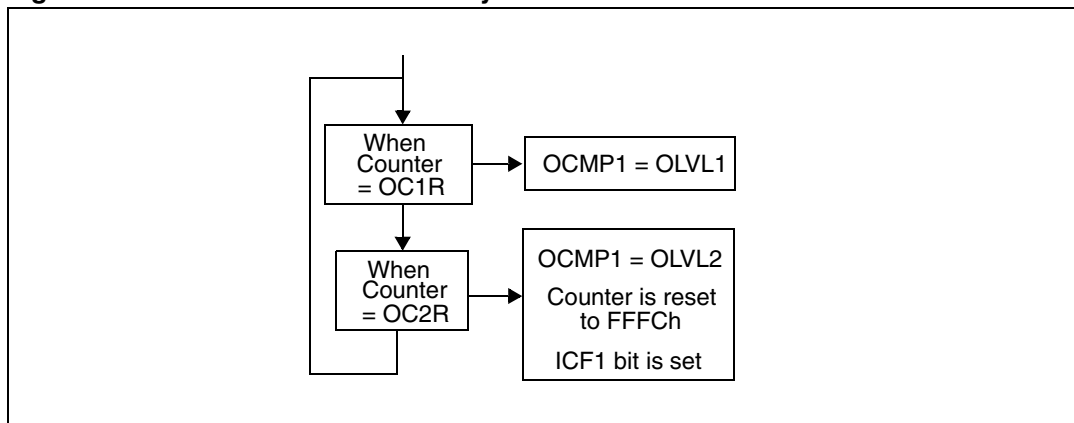 When
Counter
= OC1R
OCMP1 = OLVL1
When
Counter
= OC2R
OCMP1 = OLVL2
Counter is reset
to FFFCh
ICF1 bit is set